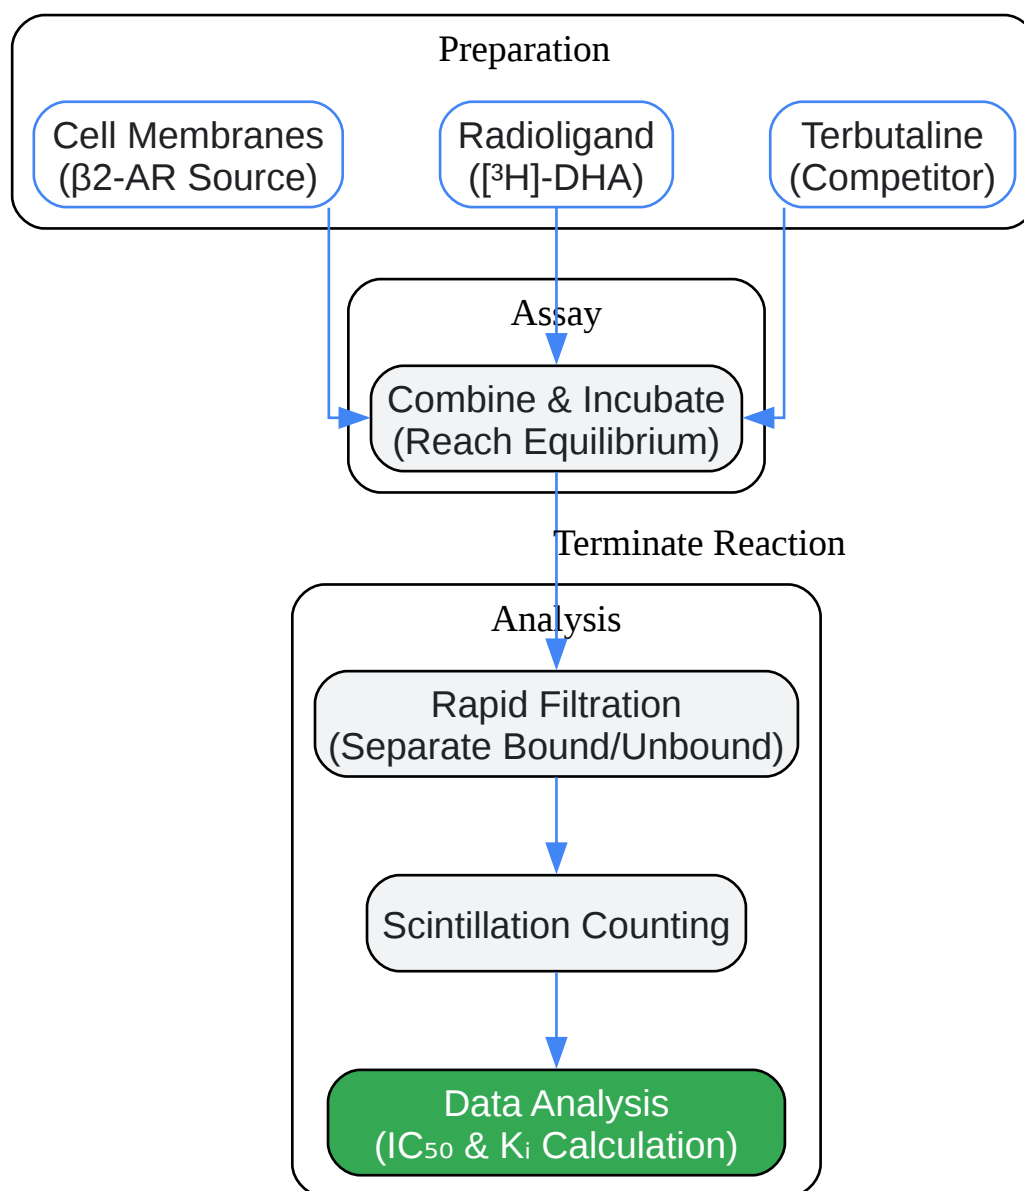 Preparation
Cell Membranes
(β2-AR Source)
Radioligand
([³H]-DHA)
Terbutaline
(Competitor)
Assay
Combine & Incubate
(Reach Equilibrium)
Terminate Reaction
Analysis
Rapid Filtration
(Separate Bound/Unbound)
Scintillation Counting
Data Analysis
(IC₅₀ & Kᵢ Calculation)